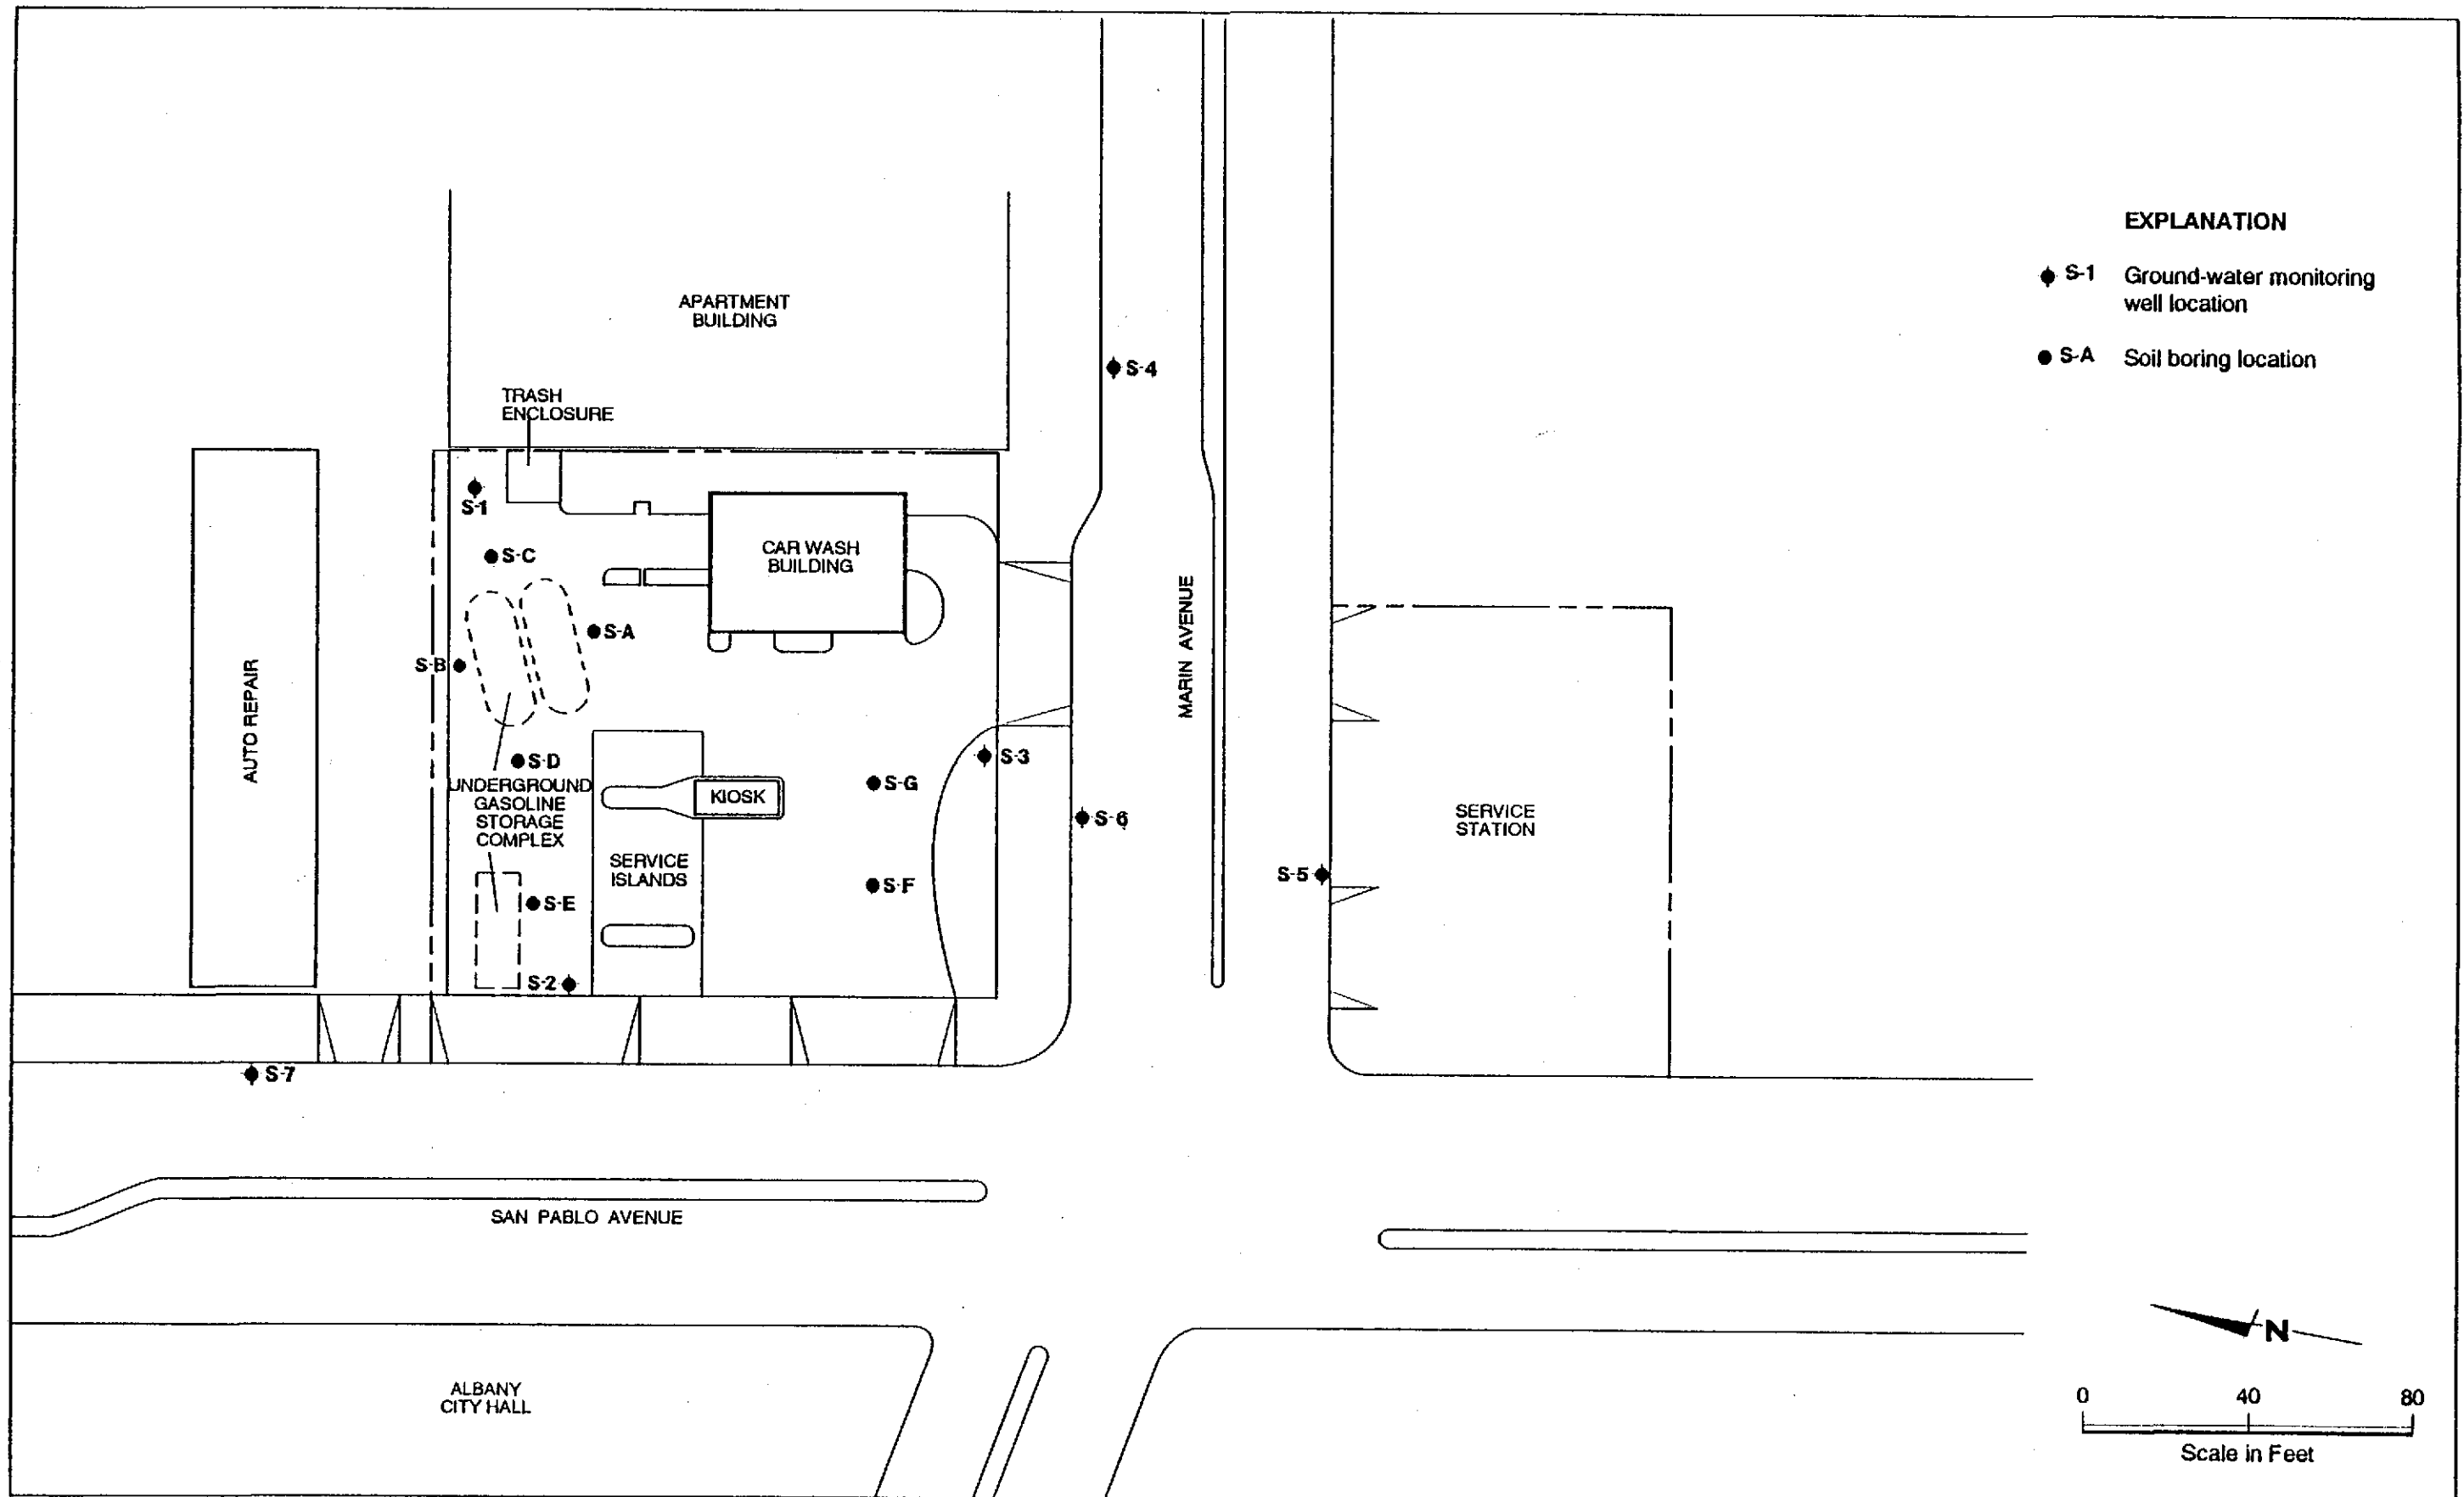 EXPLANATION
S-1 Ground-water monitoring
well location
S-A Soil boring location
APARTMENT
BUILDING
S-4
TRASH
ENCLOSURE
S-1
S-C
CAR WASH
BUILDING
S-A
S-B
MARIN AVENUE
AUTO REPAIR
S-D
S-3
UNDERGROUND
GASOLINE
STORAGE
COMPLEX
KIOSK
S-G
S-6
SERVICE
STATION
SERVICE
ISLANDS
S-5
S-F
S-E
S-2
S-7
SAN PABLO AVENUE
N
ALBANY
CITY HALL
0 40 80
Scale in Feet